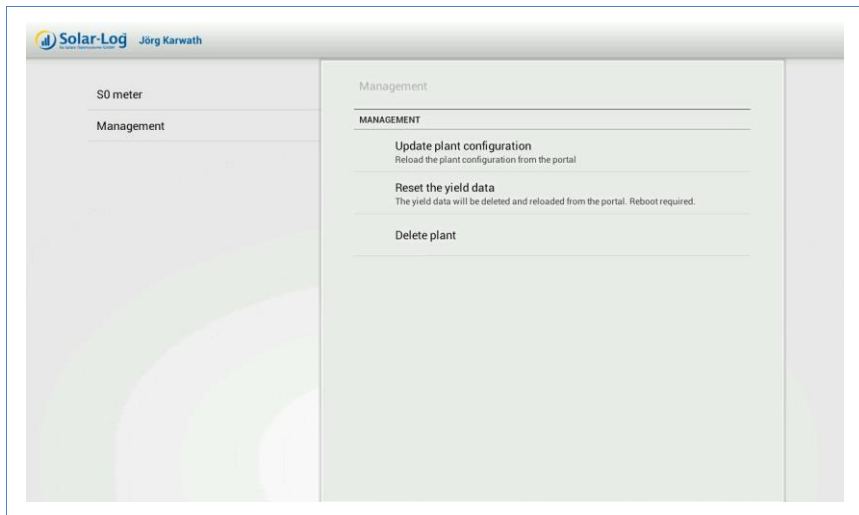 Solar-Log Jörg Karwath
S0 meter
Management
Management
MANAGEMENT
Update plant configuration
Reload the plant configuration from the portal
Reset the yield data
The yield data will be deleted and reloaded from the portal. Reboot required.
Delete plant